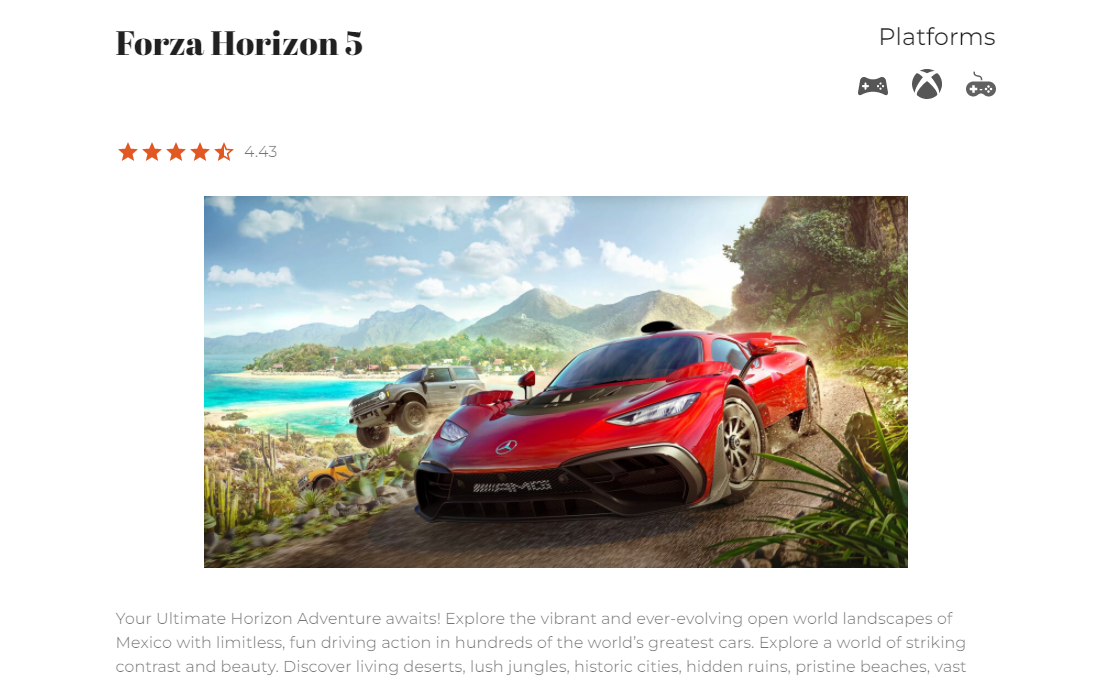 Forza Horizon 5
Platforms
4.43
AMG
Your Ultimate Horizon Adventure awaits! Explore the vibrant and ever-evolving open world landscapes of
Mexico with limitless, fun driving action in hundreds of the world’s greatest cars. Explore a world of striking
contrast and beauty. Discover living deserts, lush jungles, historic cities, hidden ruins, pristine beaches, vast